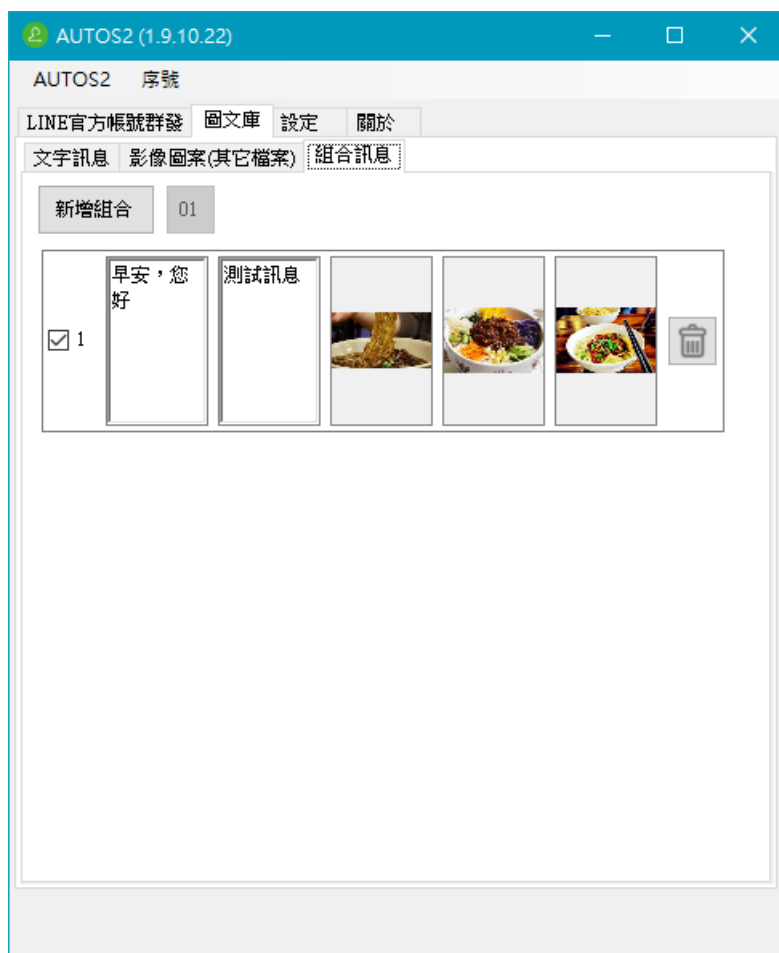 AUTOS2 (1.9.10.22)
AUTOS2 序號
LINE官方帳號群發 圖文庫 設定 關於
文字訊息 影像圖案(其它檔案) 組合訊息
新增組合 01
1
早安，您
好
測試訊息